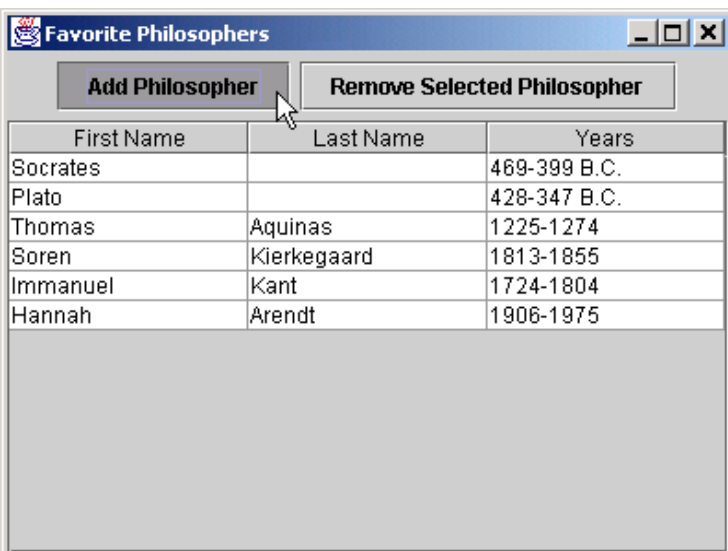 Favorite Philosophers
Add Philosopher Remove Selected Philosopher
First Name Last Name Years
Socrates 469-399 B.C.
Plato 428-347 B.C.
Thomas Aquinas 1225-1274
Soren Kierkegaard 1813-1855
Immanuel Kant 1724-1804
Hannah Arendt 1906-1975